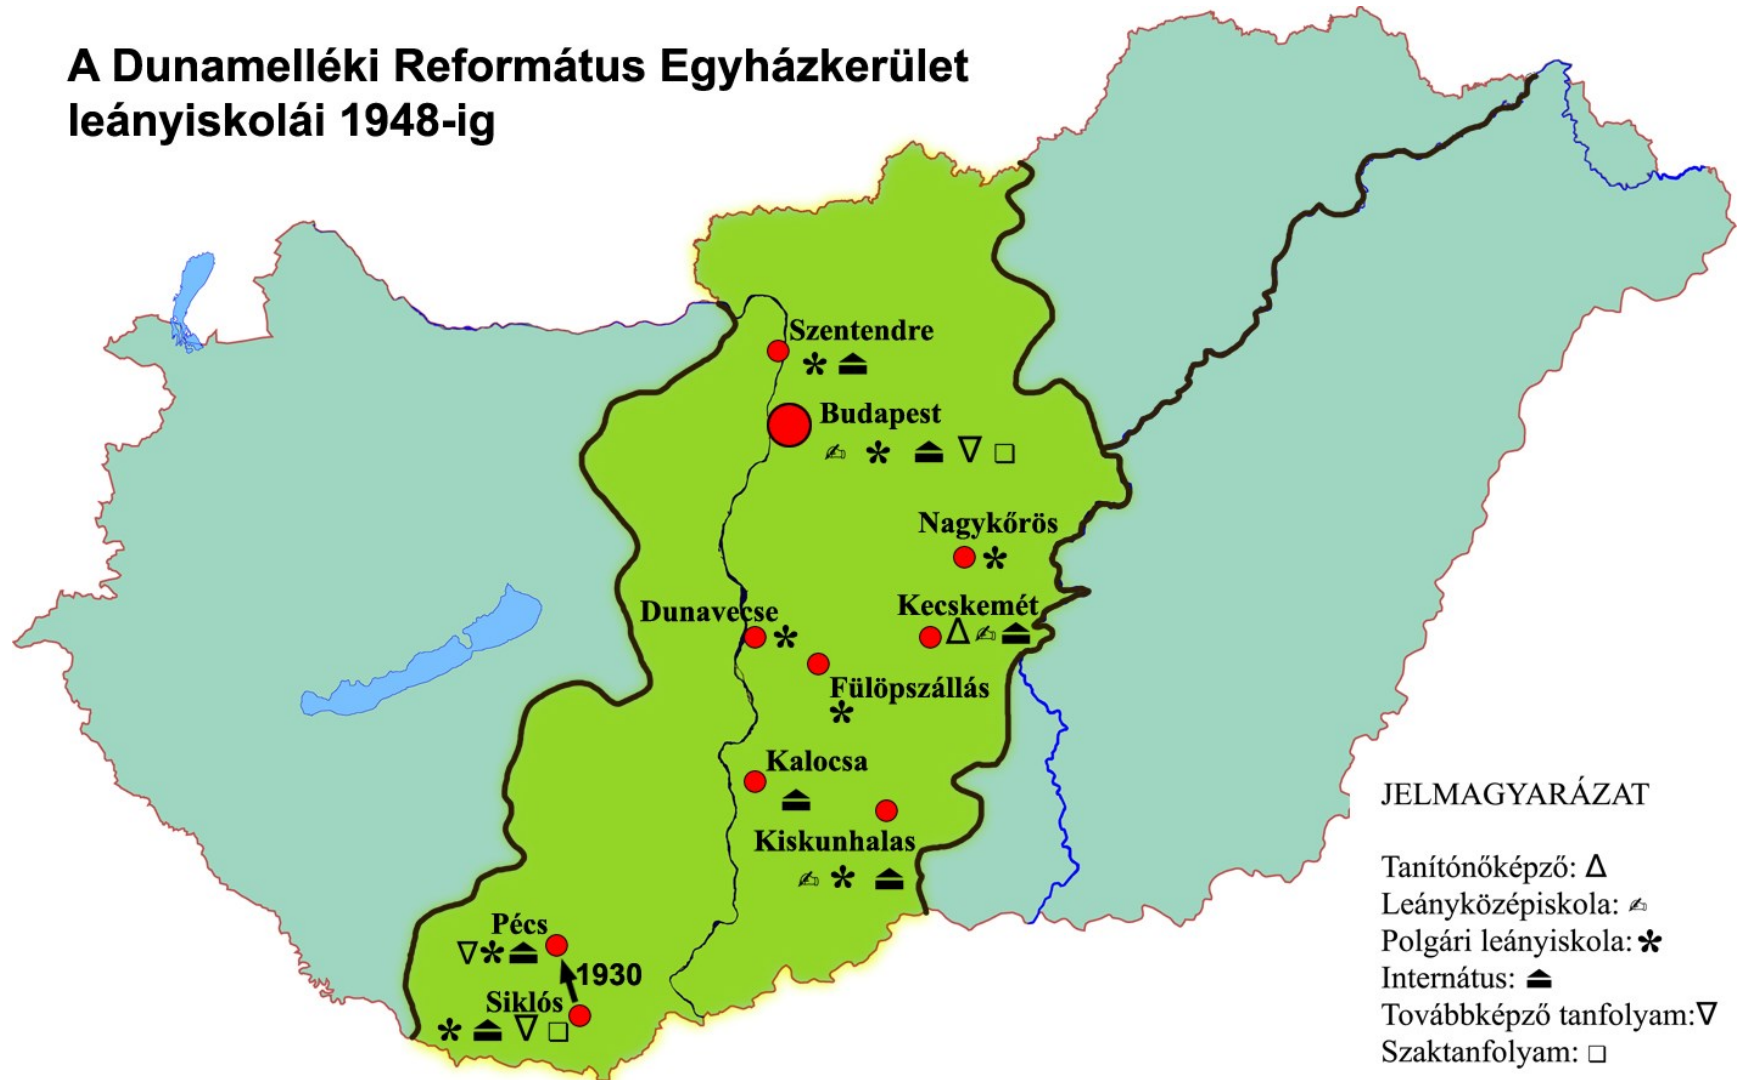 A Dunamelléki Református Egyházkerület
leányiskolái 1948-ig
Szentendre
Budapest
Nagykőrös
Kecskemét
Dunavecse
Fülöpszállás
Kalocsa
Kiskunhalas
Pécs
1930
Siklós
JELMAGYARÁZAT
Tanítónőképző: Δ
Leányközépiskola: ✍
Polgári leányiskola: *
Internátus: ⏏
Továbbképző tanfolyam: ∇
Szaktanfolyam: ❑